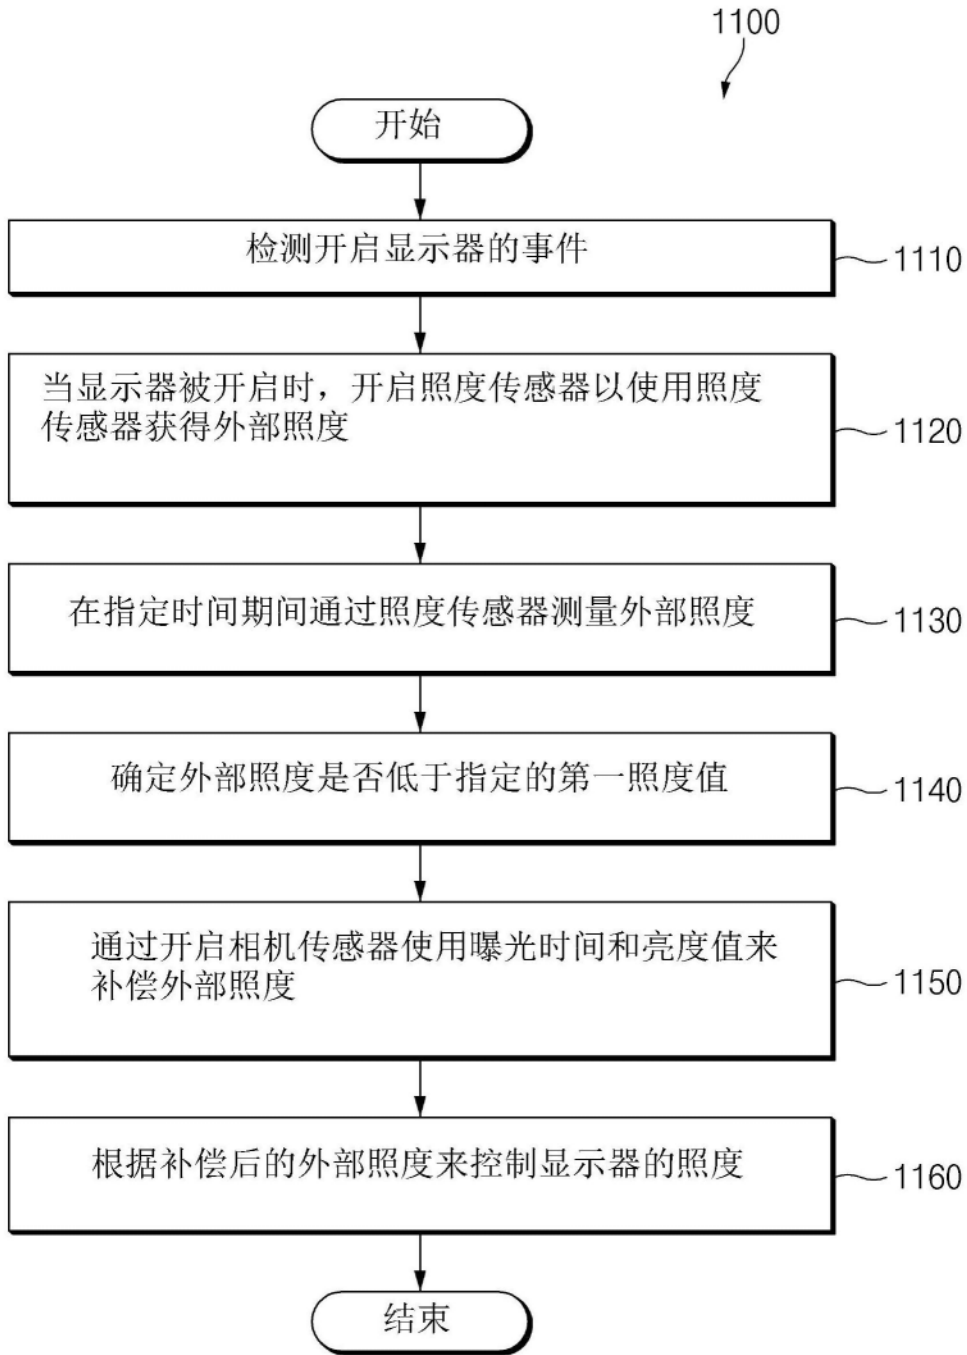 1100
开始
检测开启显示器的事件
1110
当显示器被开启时，开启照度传感器以使用照度
传感器获得外部照度
1120
在指定时间期间通过照度传感器测量外部照度
1130
确定外部照度是否低于指定的第一照度值
1140
通过开启相机传感器使用曝光时间和亮度值来
补偿外部照度
1150
根据补偿后的外部照度来控制显示器的照度
1160
结束